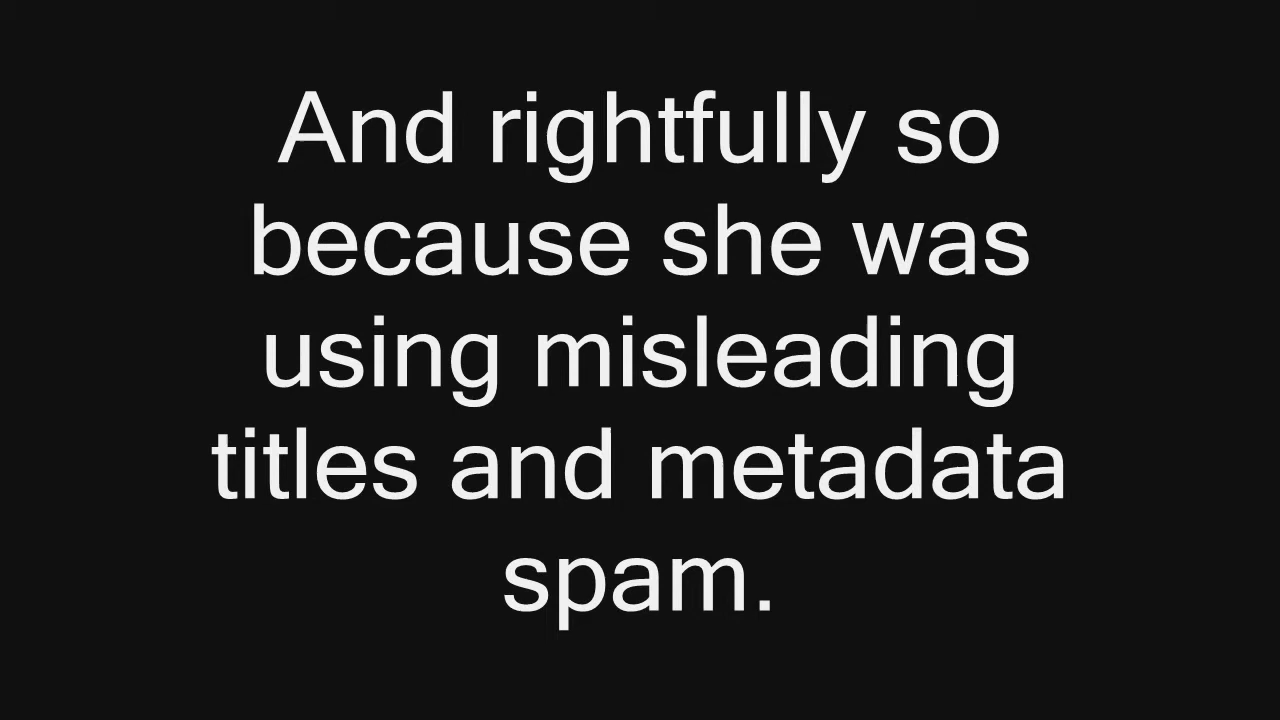 And rightfully so
because she was
using misleading
titles and metadata
spam.